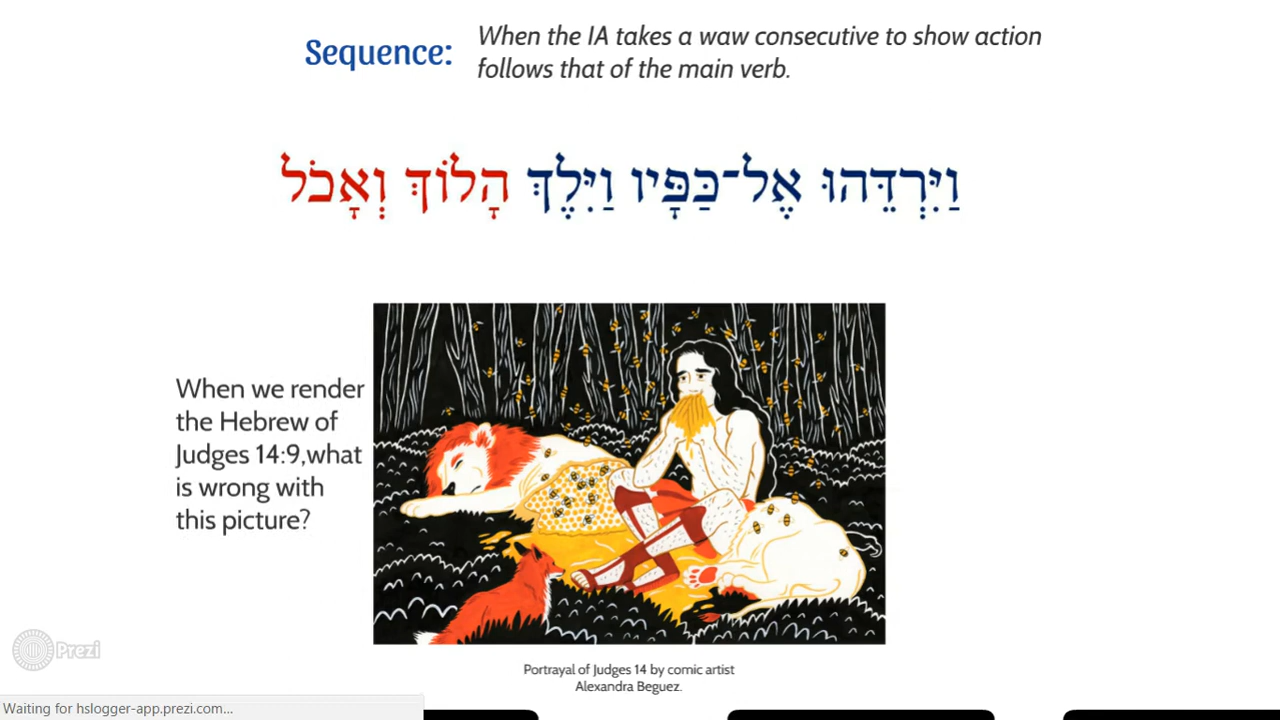 Sequence:
When the IA takes a waw consecutive to show action
follows that of the main verb.
וַיִּרְדֵּהוּ אֶל־כַּפָּיו וַיִּלֶךְ הָלוֹךְ וְאָכֹל
When we render
the Hebrew of
Judges 14:9,what
is wrong with
this picture?
Prezi
Portrayal of Judges 14 by comic artist
Alexandra Beguez.
Waiting for hslogger-app.prezi.com...